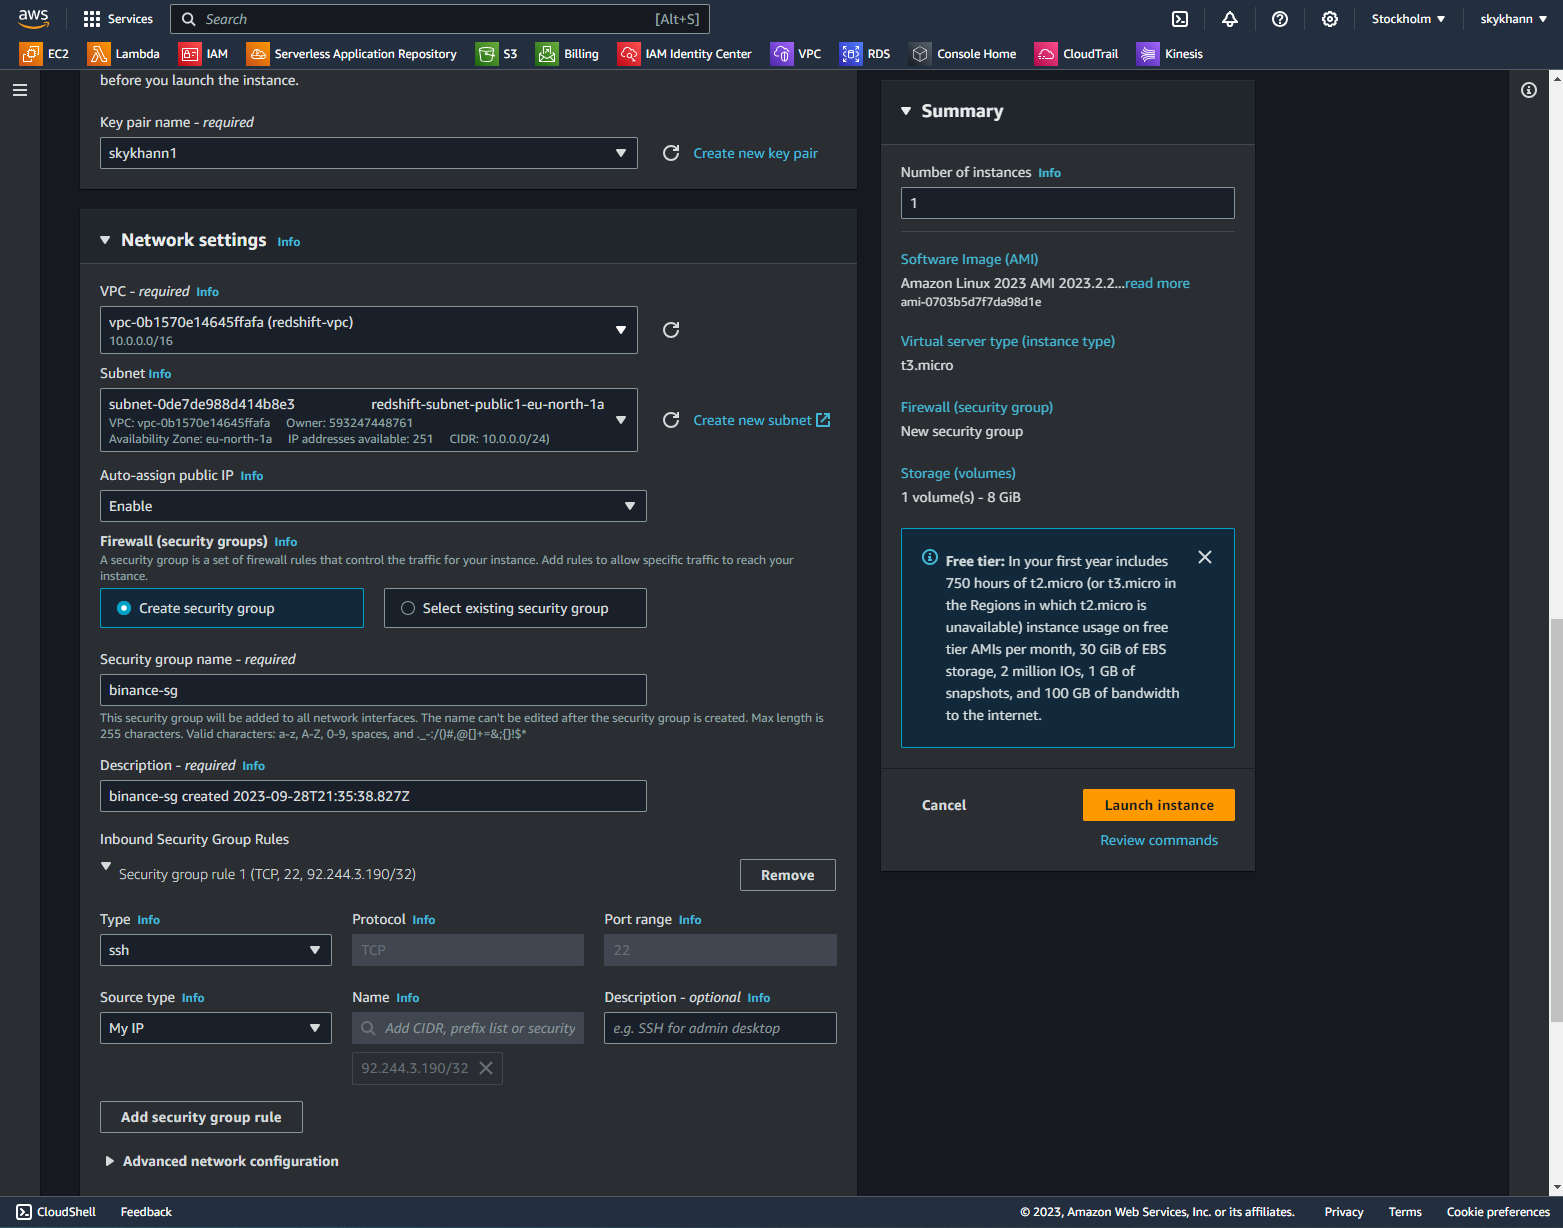 aws
Services
Search
[Alt+S]
Stockholm
skykhann
EC2
Lambda
IAM
Serverless Application Repository
S3
Billing
IAM Identity Center
VPC
RDS
Console Home
CloudTrail
Kinesis
before you launch the instance.
Key pair name - required
skykhann1
Create new key pair
Network settings Info
VPC - required Info
vpc-0b1570e14645ffafa (redshift-vpc)
10.0.0.0/16
Subnet Info
subnet-0de7de988d414b8e3 redshift-subnet-public1-eu-north-1a
VPC: vpc-0b1570e14645ffafa Owner: 593247448761
Availability Zone: eu-north-1a IP addresses available: 251 CIDR: 10.0.0.0/24)
Create new subnet
Auto-assign public IP Info
Enable
Firewall (security groups) Info
A security group is a set of firewall rules that control the traffic for your instance. Add rules to allow specific traffic to reach your
instance.
Create security group
Select existing security group
Security group name - required
binance-sg
This security group will be added to all network interfaces. The name can't be edited after the security group is created. Max length is
255 characters. Valid characters: a-z, A-Z, 0-9, spaces, and ._-:/()#,@[]+=&;{}!$*
Description - required Info
binance-sg created 2023-09-28T21:35:38.827Z
Inbound Security Group Rules
Security group rule 1 (TCP, 22, 92.244.3.190/32)
Remove
Type Info
Protocol Info
Port range Info
ssh
TCP
22
Source type Info
Name Info
Description - optional Info
My IP
Add CIDR, prefix list or security
e.g. SSH for admin desktop
92.244.3.190/32
Add security group rule
Advanced network configuration
Summary
Number of instances Info
1
Software Image (AMI)
Amazon Linux 2023 AMI 2023.2.2...read more
ami-0703b5d7f7da98d1e
Virtual server type (instance type)
t3.micro
Firewall (security group)
New security group
Storage (volumes)
1 volume(s) - 8 GiB
Free tier: In your first year includes
750 hours of t2.micro (or t3.micro in
the Regions in which t2.micro is
unavailable) instance usage on free
tier AMIs per month, 30 GiB of EBS
storage, 2 million IOs, 1 GB of
snapshots, and 100 GB of bandwidth
to the internet.
Cancel
Launch instance
Review commands
CloudShell
Feedback
© 2023, Amazon Web Services, Inc. or its affiliates.
Privacy
Terms
Cookie preferences